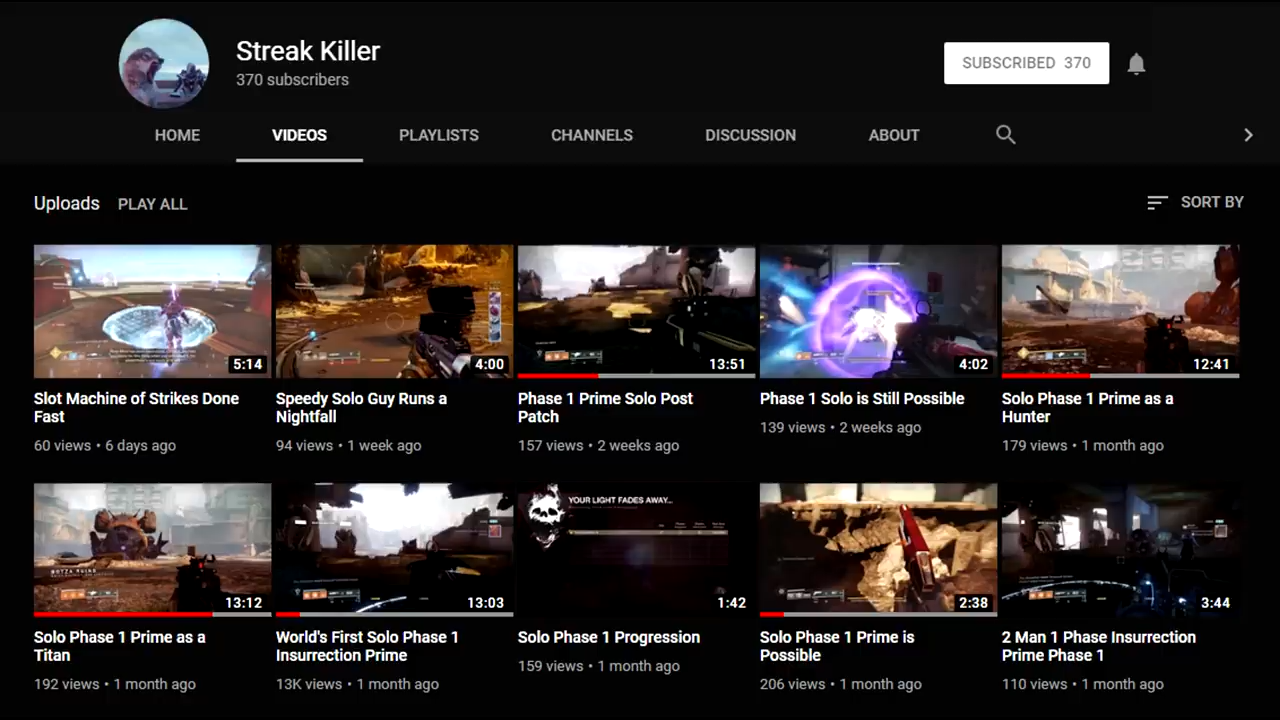 Streak Killer
370 subscribers
SUBSCRIBED 370
HOME VIDEOS PLAYLISTS CHANNELS DISCUSSION ABOUT
Uploads PLAY ALL
SORT BY
5:14
4:00
13:51
4:02
12:41
Slot Machine of Strikes Done
Fast
60 views • 6 days ago
Speedy Solo Guy Runs a
Nightfall
94 views • 1 week ago
Phase 1 Prime Solo Post
Patch
157 views • 2 weeks ago
Phase 1 Solo is Still Possible
139 views • 2 weeks ago
Solo Phase 1 Prime as a
Hunter
179 views • 1 month ago
BOTZA RUINS
13:12
13:03
YOUR LIGHT FADES AWAY...
1:42
2:38
3:44
Solo Phase 1 Prime as a
Titan
192 views • 1 month ago
World's First Solo Phase 1
Insurrection Prime
13K views • 1 month ago
Solo Phase 1 Progression
159 views • 1 month ago
Solo Phase 1 Prime is
Possible
206 views • 1 month ago
2 Man 1 Phase Insurrection
Prime Phase 1
110 views • 1 month ago